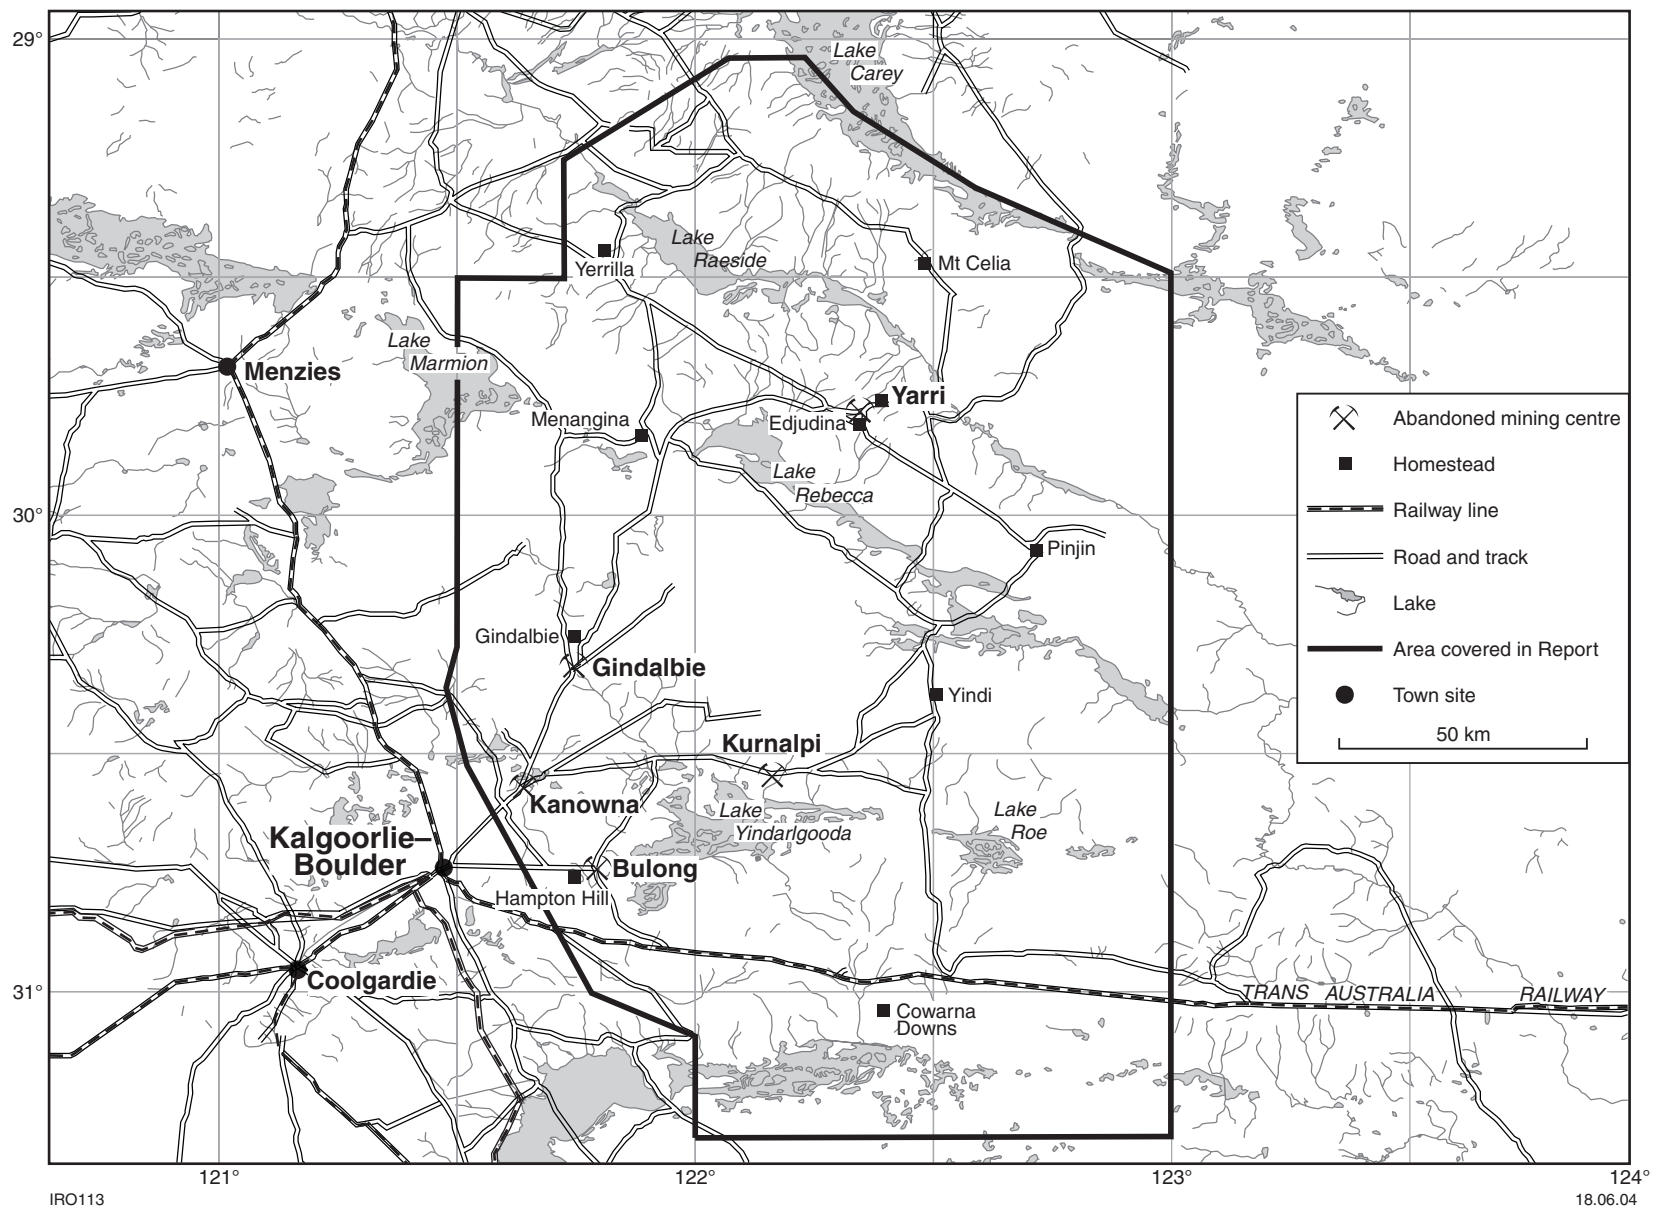 29°
Lake
Carey
Lake
Raeside
Yerrilla
Mt Celia
Lake
Marmion
Menzies
Yarri
Menangina
Edjudina
Abandoned mining centre
Homestead
Lake
Rebecca
30°
Railway line
Pinjin
Road and track
Lake
Gindalbie
Gindalbie
Area covered in Report
Yindi
Town site
50 km
Kurnalpi
Kanowna
Lake
Yindarlgooda
Lake
Roe
Kalgoorlie–
Boulder
Bulong
Hampton Hill
Coolgardie
31°
TRANS AUSTRALIA RAILWAY
Cowarna
Downs
121°
122°
123°
124°
IRO113
18.06.04